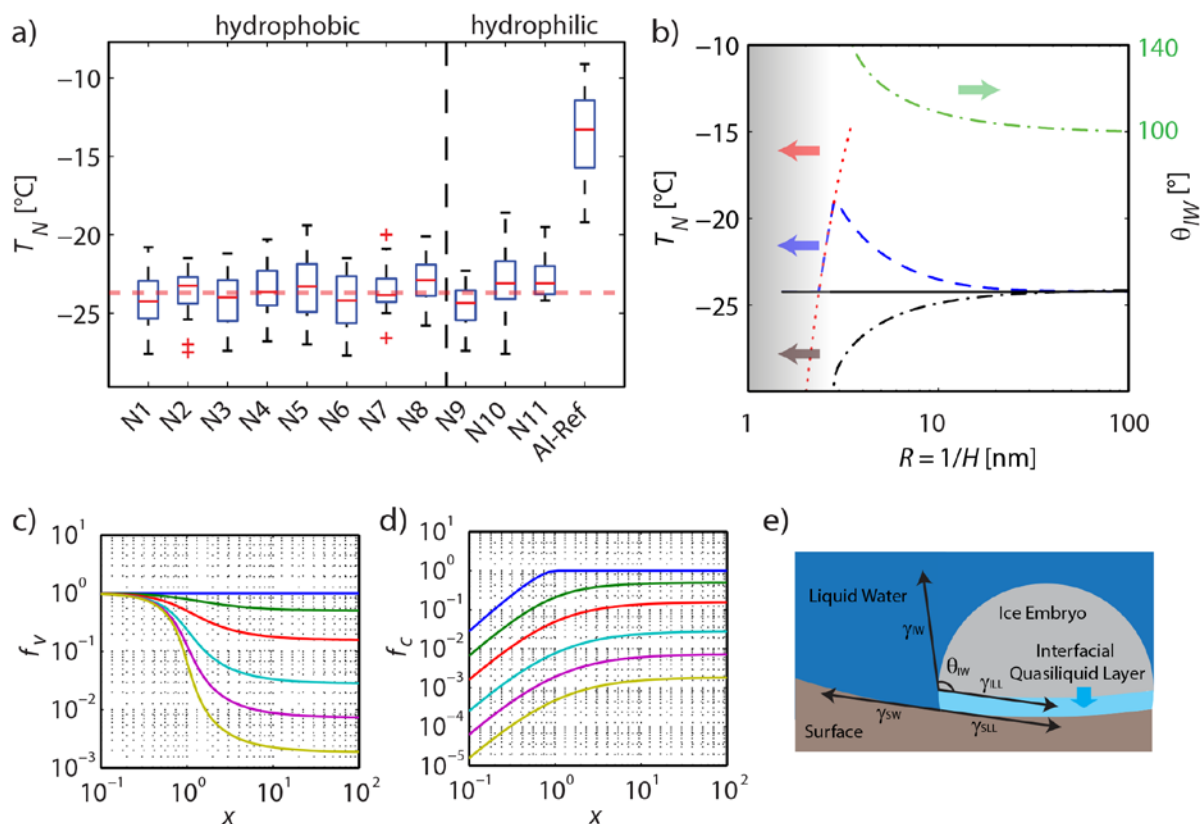 a)
hydrophobic
hydrophilic
T_N [°C]
−10
−15
−20
−25
N1
N2
N3
N4
N5
N6
N7
N8
N9
N10
N11
Al-Ref
b)
T_N [°C]
−10
−15
−20
−25
140
100
θ_IW [°]
1
10
100
R = 1/H [nm]
c)
f_v
10^1
10^0
10^-1
10^-2
10^-3
10^-1
10^0
10^1
10^2
x
d)
f_c
10^1
10^0
10^-1
10^-2
10^-3
10^-4
10^-5
10^-1
10^0
10^1
10^2
x
e)
Liquid Water
γ_IW
Ice Embryo
Interfacial
Quasiliquid Layer
θ_IW
γ_ILL
γ_SW
γ_SLL
Surface